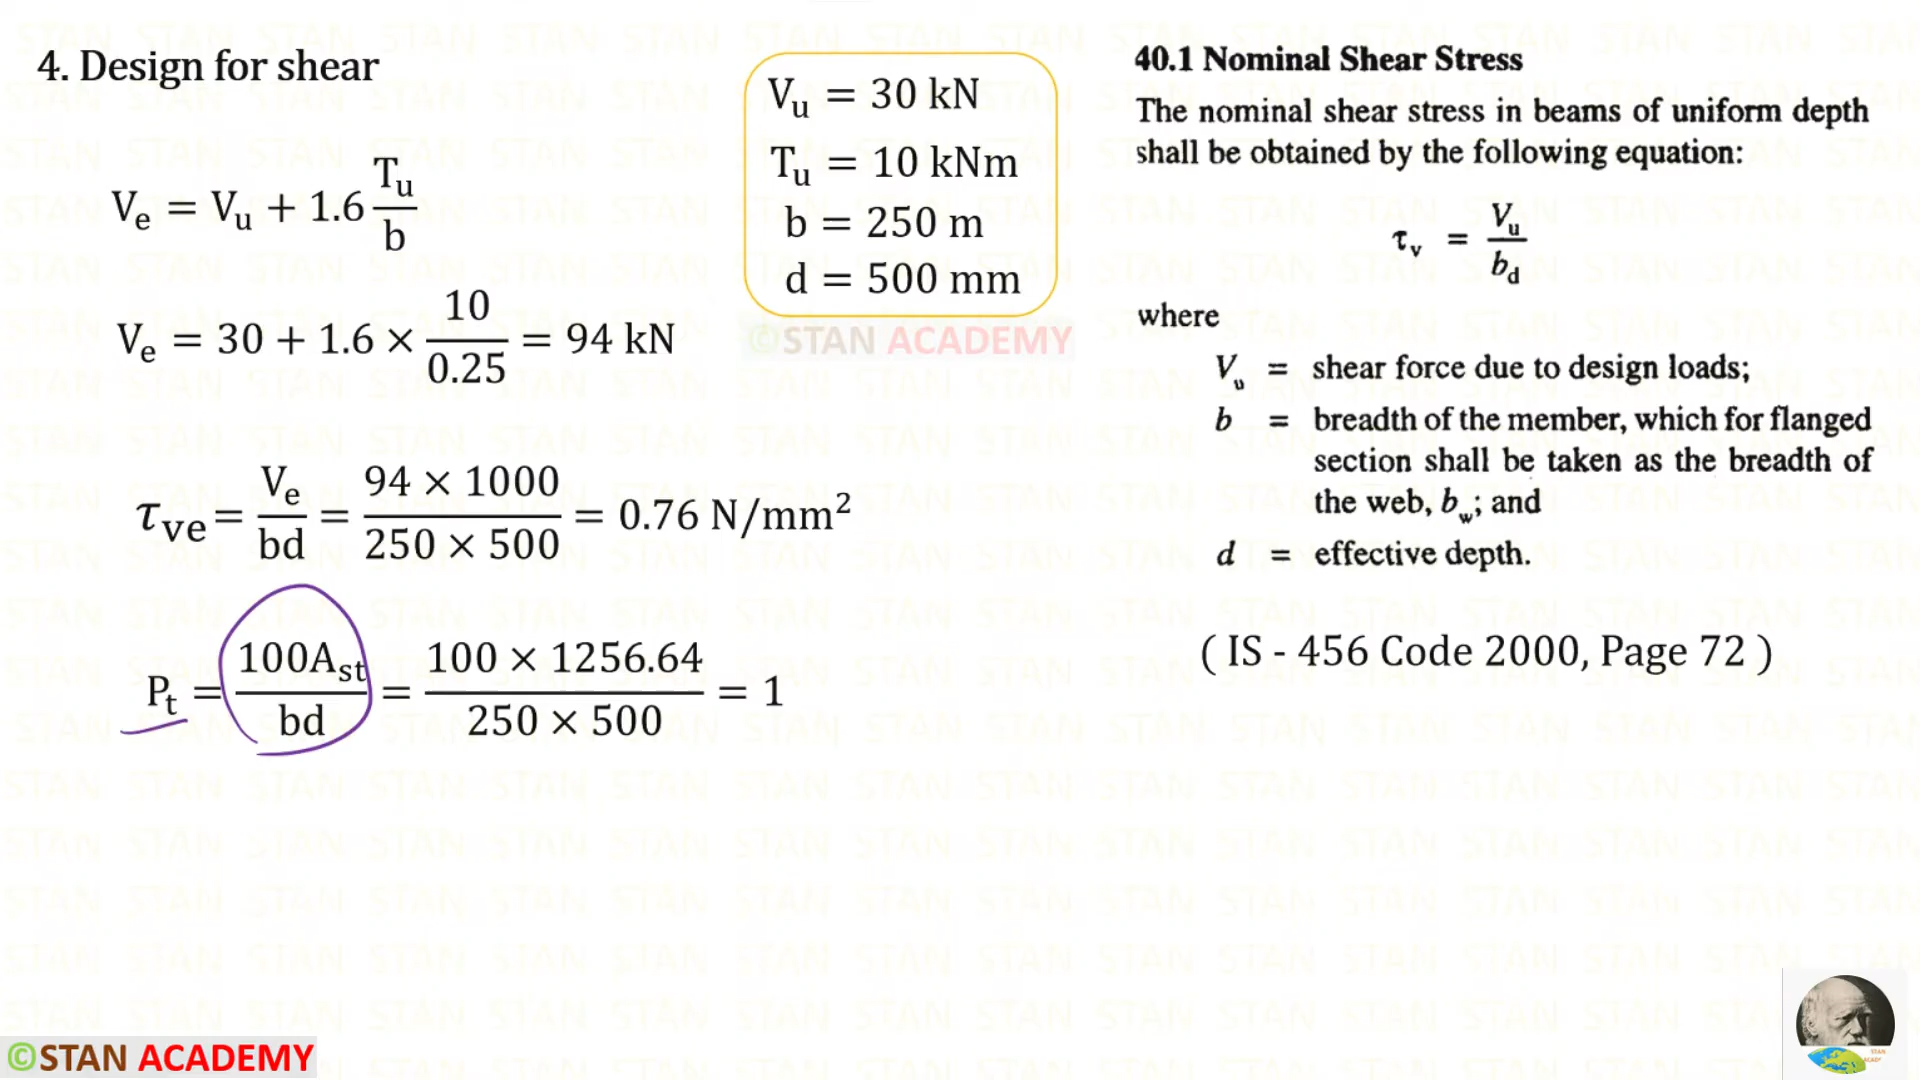 4. Design for shear
Ve = Vu + 1.6 Tu/b
Ve = 30 + 1.6 × 10/0.25 = 94 kN
τve = Ve/bd = 94 × 1000/250 × 500 = 0.76 N/mm²
Pt = 100Ast/bd = 100 × 1256.64/250 × 500 = 1
Vu = 30 kN
Tu = 10 kNm
b = 250 m
d = 500 mm
©STAN ACADEMY
40.1 Nominal Shear Stress
The nominal shear stress in beams of uniform depth
shall be obtained by the following equation:
τv = Vu/bd
where
Vu = shear force due to design loads;
b = breadth of the member, which for flanged
section shall be taken as the breadth of
the web, bw; and
d = effective depth.
( IS - 456 Code 2000, Page 72 )
©STAN ACADEMY